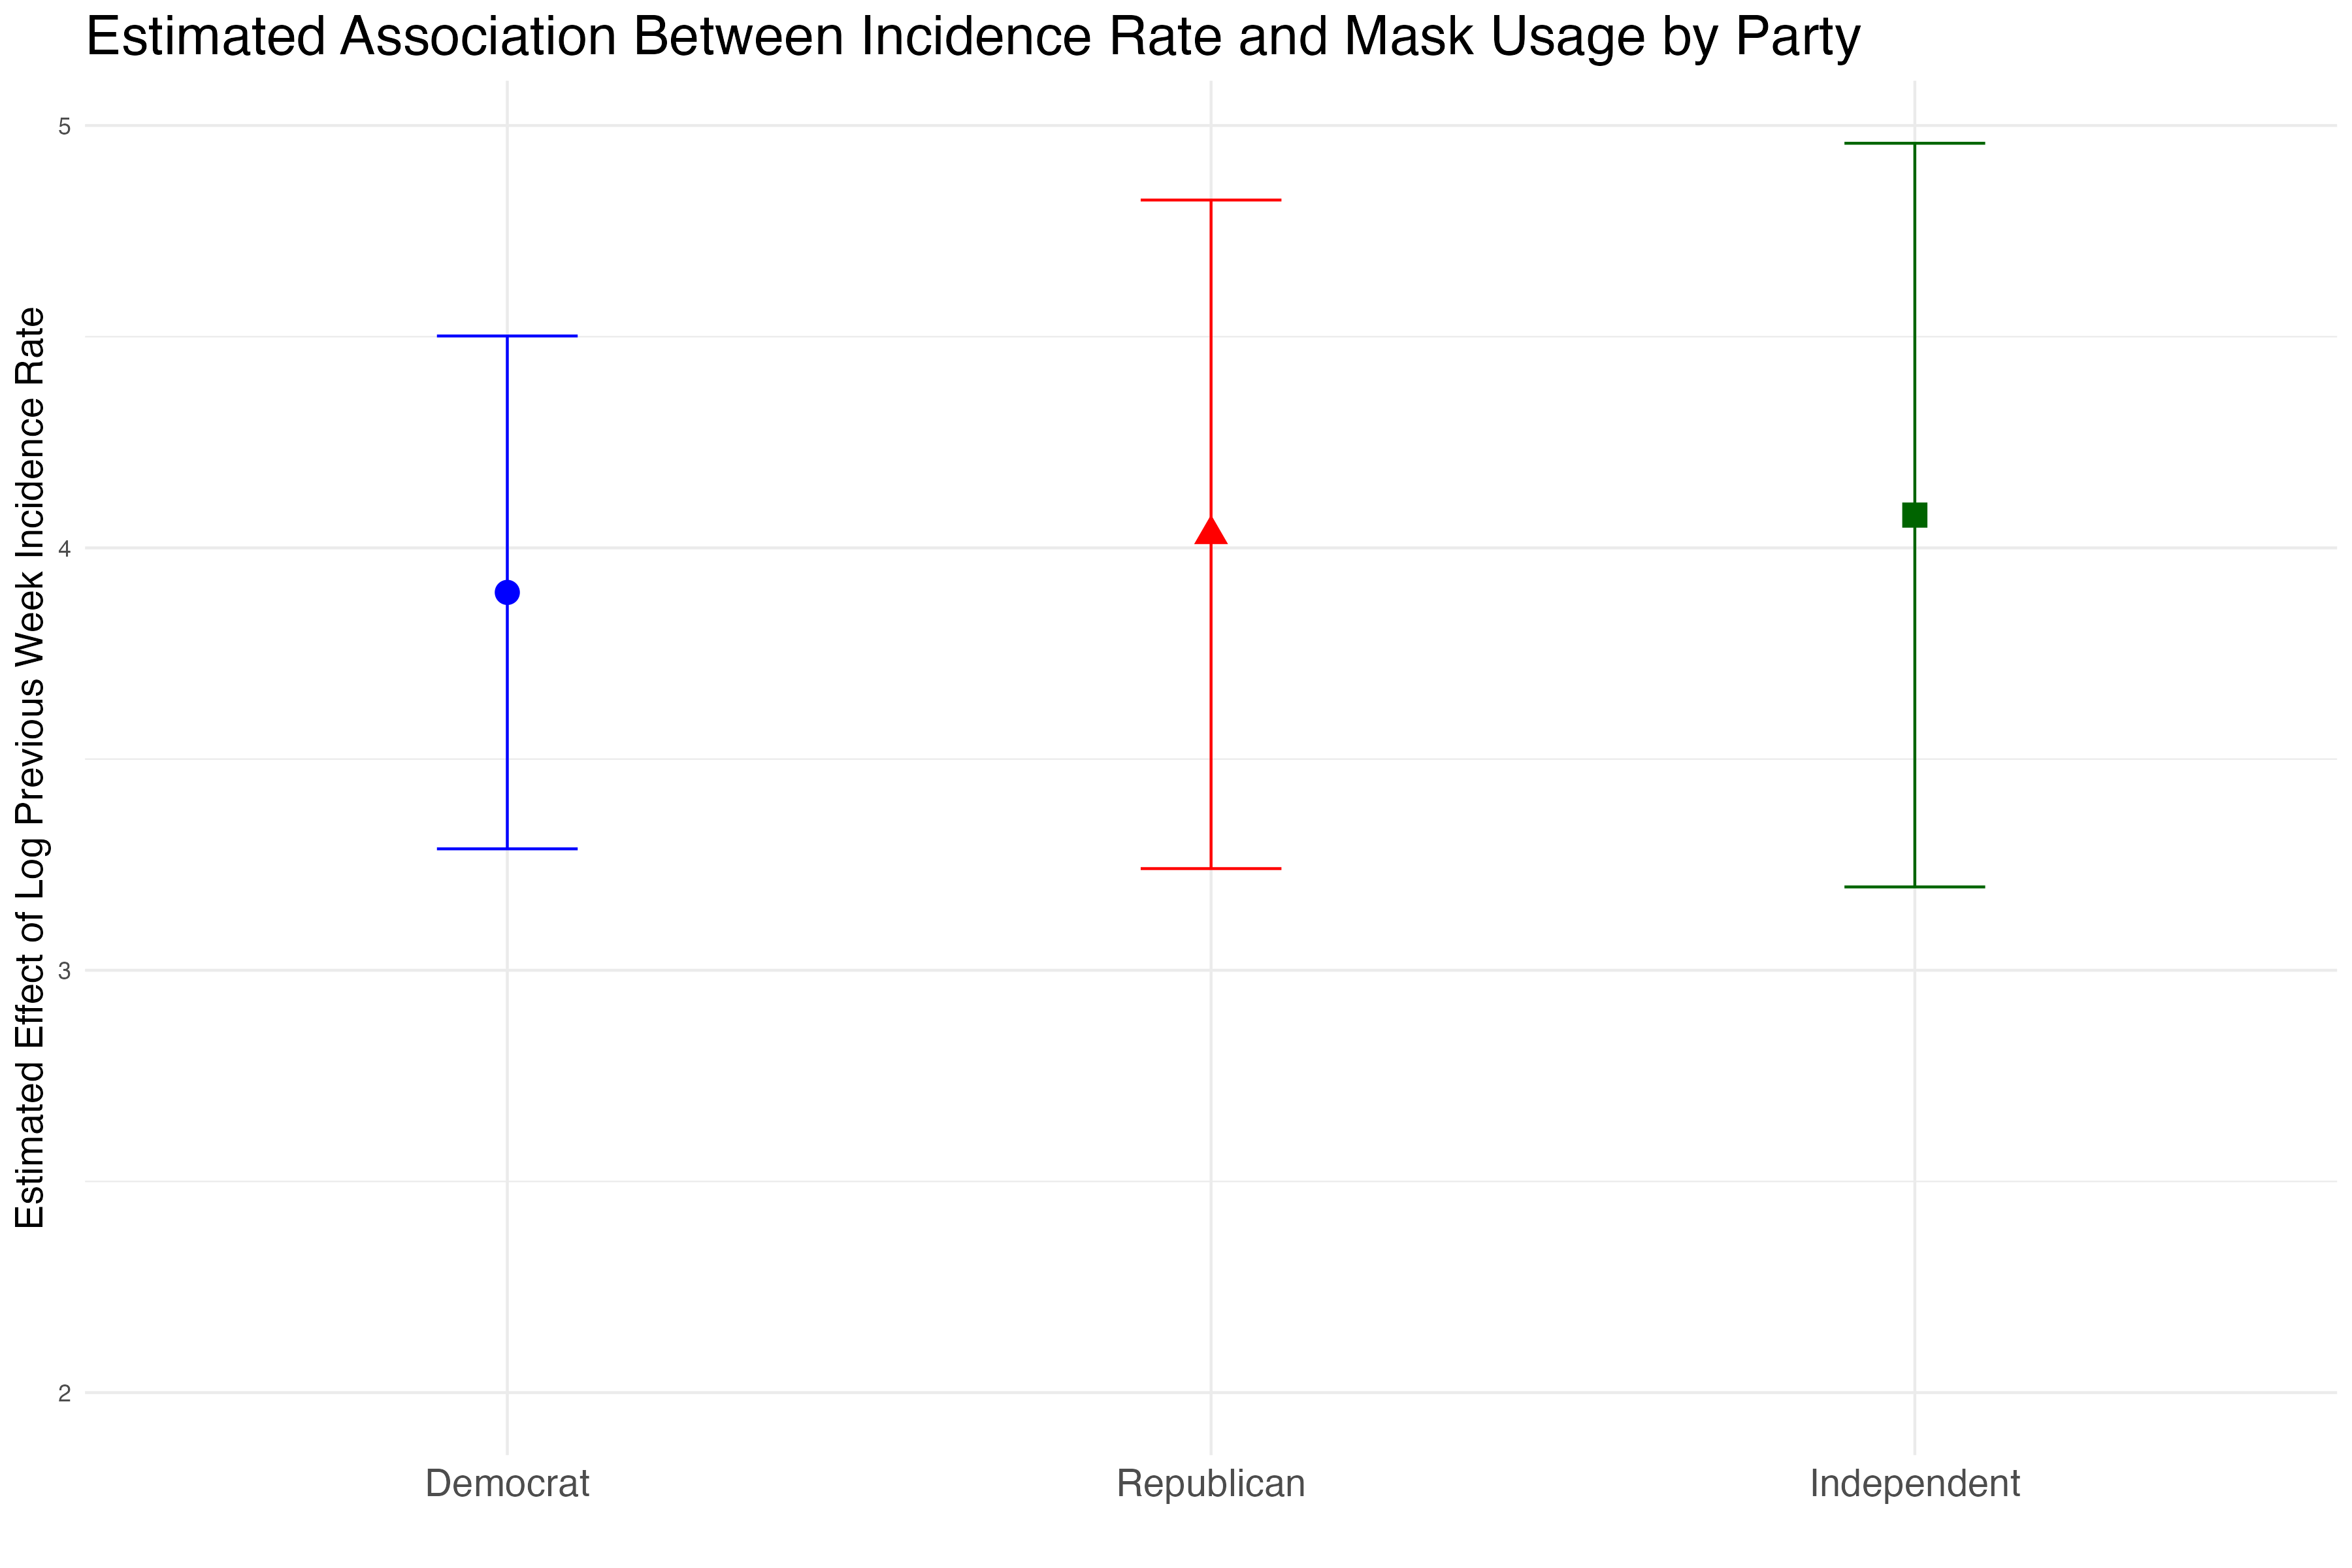 Estimated Association Between Incidence Rate and Mask Usage by Party
Estimated Effect of Log Previous Week Incidence Rate
5
4
3
2
Democrat
Republican
Independent